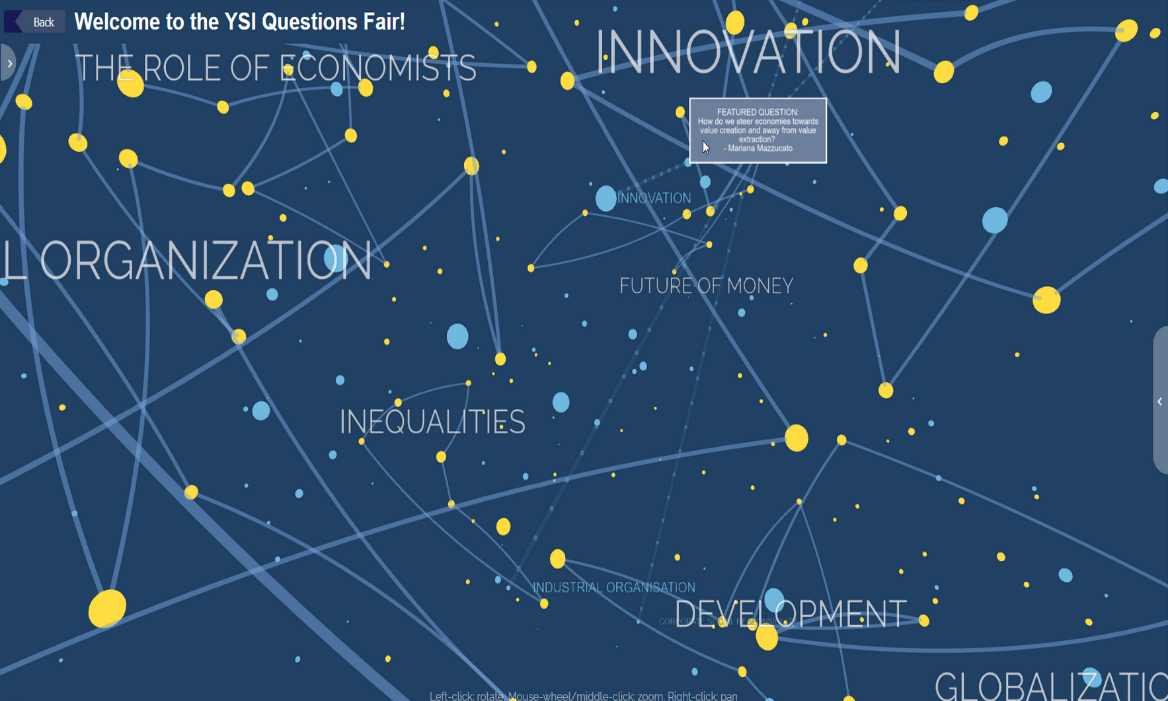 Back
Welcome to the YSI Questions Fair!
THE ROLE OF ECONOMISTS
INNOVATION
FEATURED QUESTION:
How do we steer economies towards
value creation and away from value
extraction?
- Mariana Mazzucato
INNOVATION
L ORGANIZATION
FUTURE OF MONEY
INEQUALITIES
INDUSTRIAL ORGANISATION
DEVELOPMENT
GLOBALIZATIO
Left-click: rotate, Mouse-wheel/middle-click: zoom, Right-click: pan